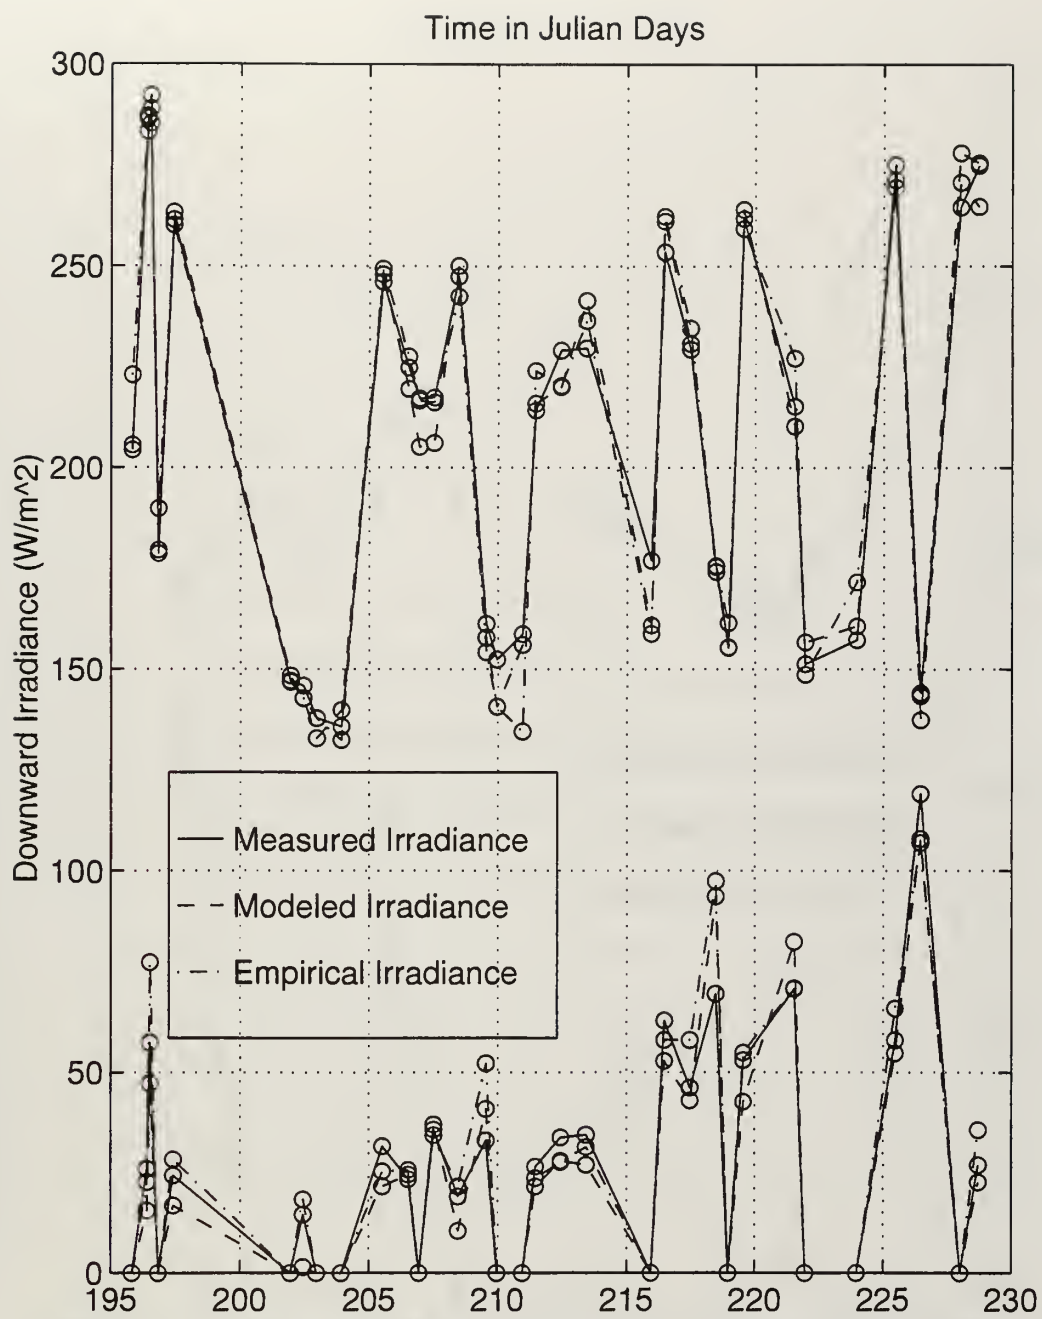 Time in Julian Days
300
250
200
150
100
50
0
Downward Irradiance (W/m^2)
Measured Irradiance
Modeled Irradiance
Empirical Irradiance
195 200 205 210 215 220 225 230